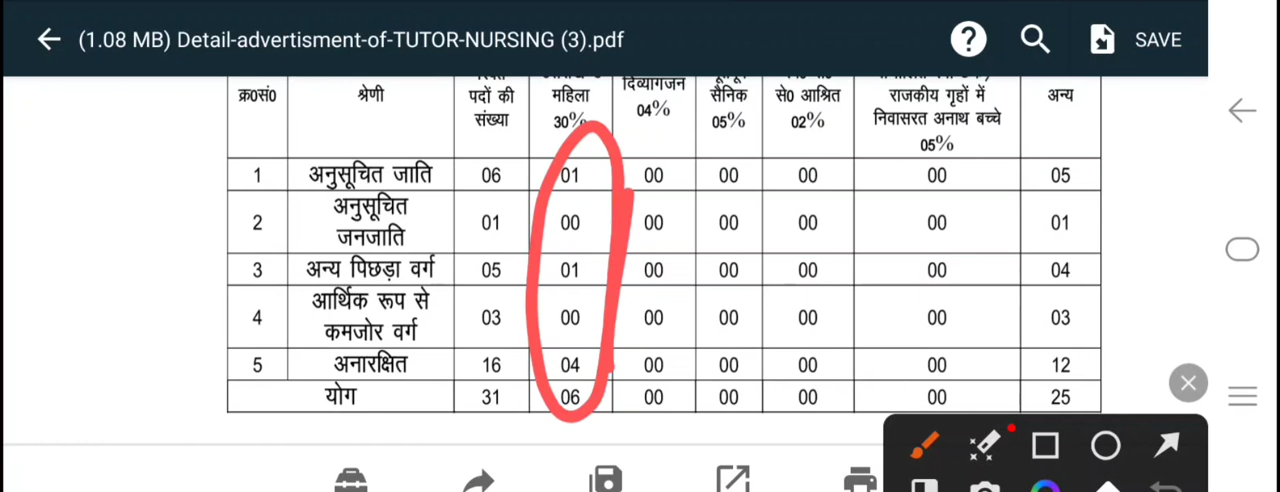 (1.08 MB) Detail-advertisment-of-TUTOR-NURSING (3).pdf SAVE
क्र0सं0 श्रेणी पदों की संख्या महिला 30% दिव्यांगजन 04% सैनिक 05% से0 आश्रित 02% राजकीय गृहों में निवासरत अनाथ बच्चे 05% अन्य
1 अनुसूचित जाति 06 01 00 00 00 00 05
2 अनुसूचित जनजाति 01 00 00 00 00 00 01
3 अन्य पिछड़ा वर्ग 05 01 00 00 00 00 04
4 आर्थिक रूप से कमजोर वर्ग 03 00 00 00 00 00 03
5 अनारक्षित 16 04 00 00 00 00 12
योग 31 06 00 00 00 00 25